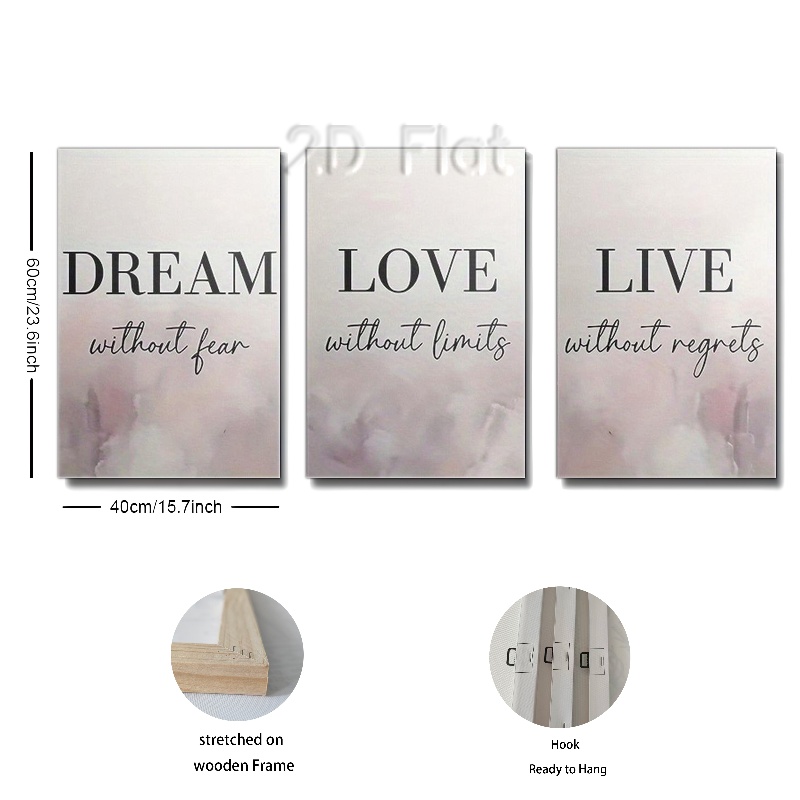 2D Flat
DREAM
without fear
LOVE
without limits
LIVE
without regrets
60cm/23.6inch
40cm/15.7inch
stretched on
wooden Frame
Hook
Ready to Hang